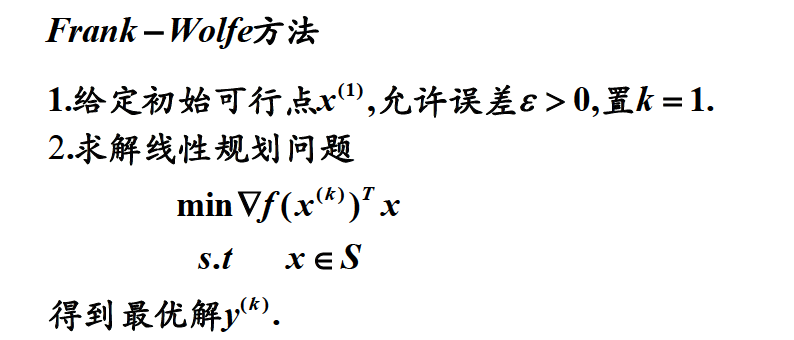 Frank－Wolfe方法
1.给定初始可行点x⁽¹⁾,允许误差ε > 0,置k = 1.
2.求解线性规划问题
min ∇f(x⁽ᵏ⁾)ᵀ x
s.t x ∈ S
得到最优解y⁽ᵏ⁾.